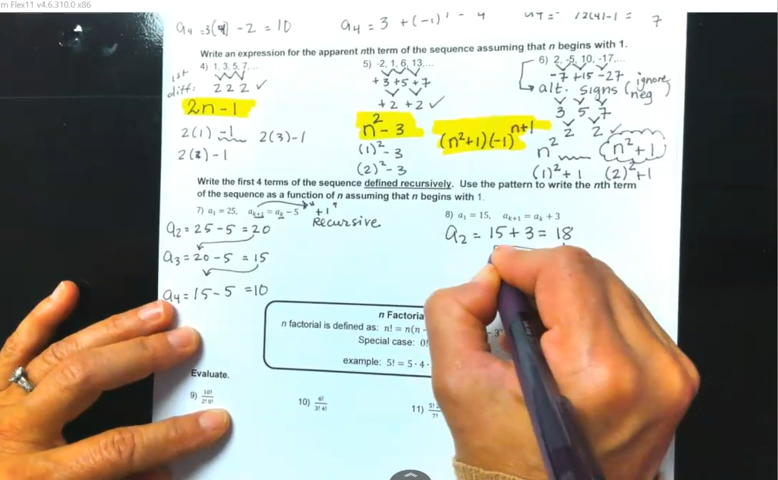 m Flex11 v4.6.310.0 x86
a₄=3(4)-2=10
a₄ = 3 + (-1)
7
Write an expression for the apparent nth term of the sequence assuming that n begins with 1.
4) 1, 3, 5, 7,...
1st
diff:
2 2 2 ✓
2n-1
2(1) -1
2(3)-1
2(2)-1
5) -2, 1, 6, 13,...
+3 +5 +7
+2 +2 ✓
n² - 3
(1)² - 3
(2)² - 3
6) 2, -5, 10, -17,...
-7 +15 -27
alt. signs (ignore
neg)
3 5 7
2 2
(n²+1)(-1)ⁿ⁺¹
n²
n²+1
(1)²+1
(2)²+1
Write the first 4 terms of the sequence defined recursively. Use the pattern to write the nth term
of the sequence as a function of n assuming that n begins with 1.
7) a₁ = 25, aₖ₊₁ = aₖ - 5
+1
Recursive
a₂ = 25 - 5 = 20
a₃ = 20 - 5 = 15
a₄ = 15 - 5 = 10
8) a₁ = 15, aₖ₊₁ = aₖ + 3
a₂ = 15 + 3 = 18
n Factoria
n factorial is defined as: n! = n(n -
Special case: 0!
example: 5! = 5 · 4 ·
Evaluate.
9) 10!/2!8!
10) 6!/3!4!
11)